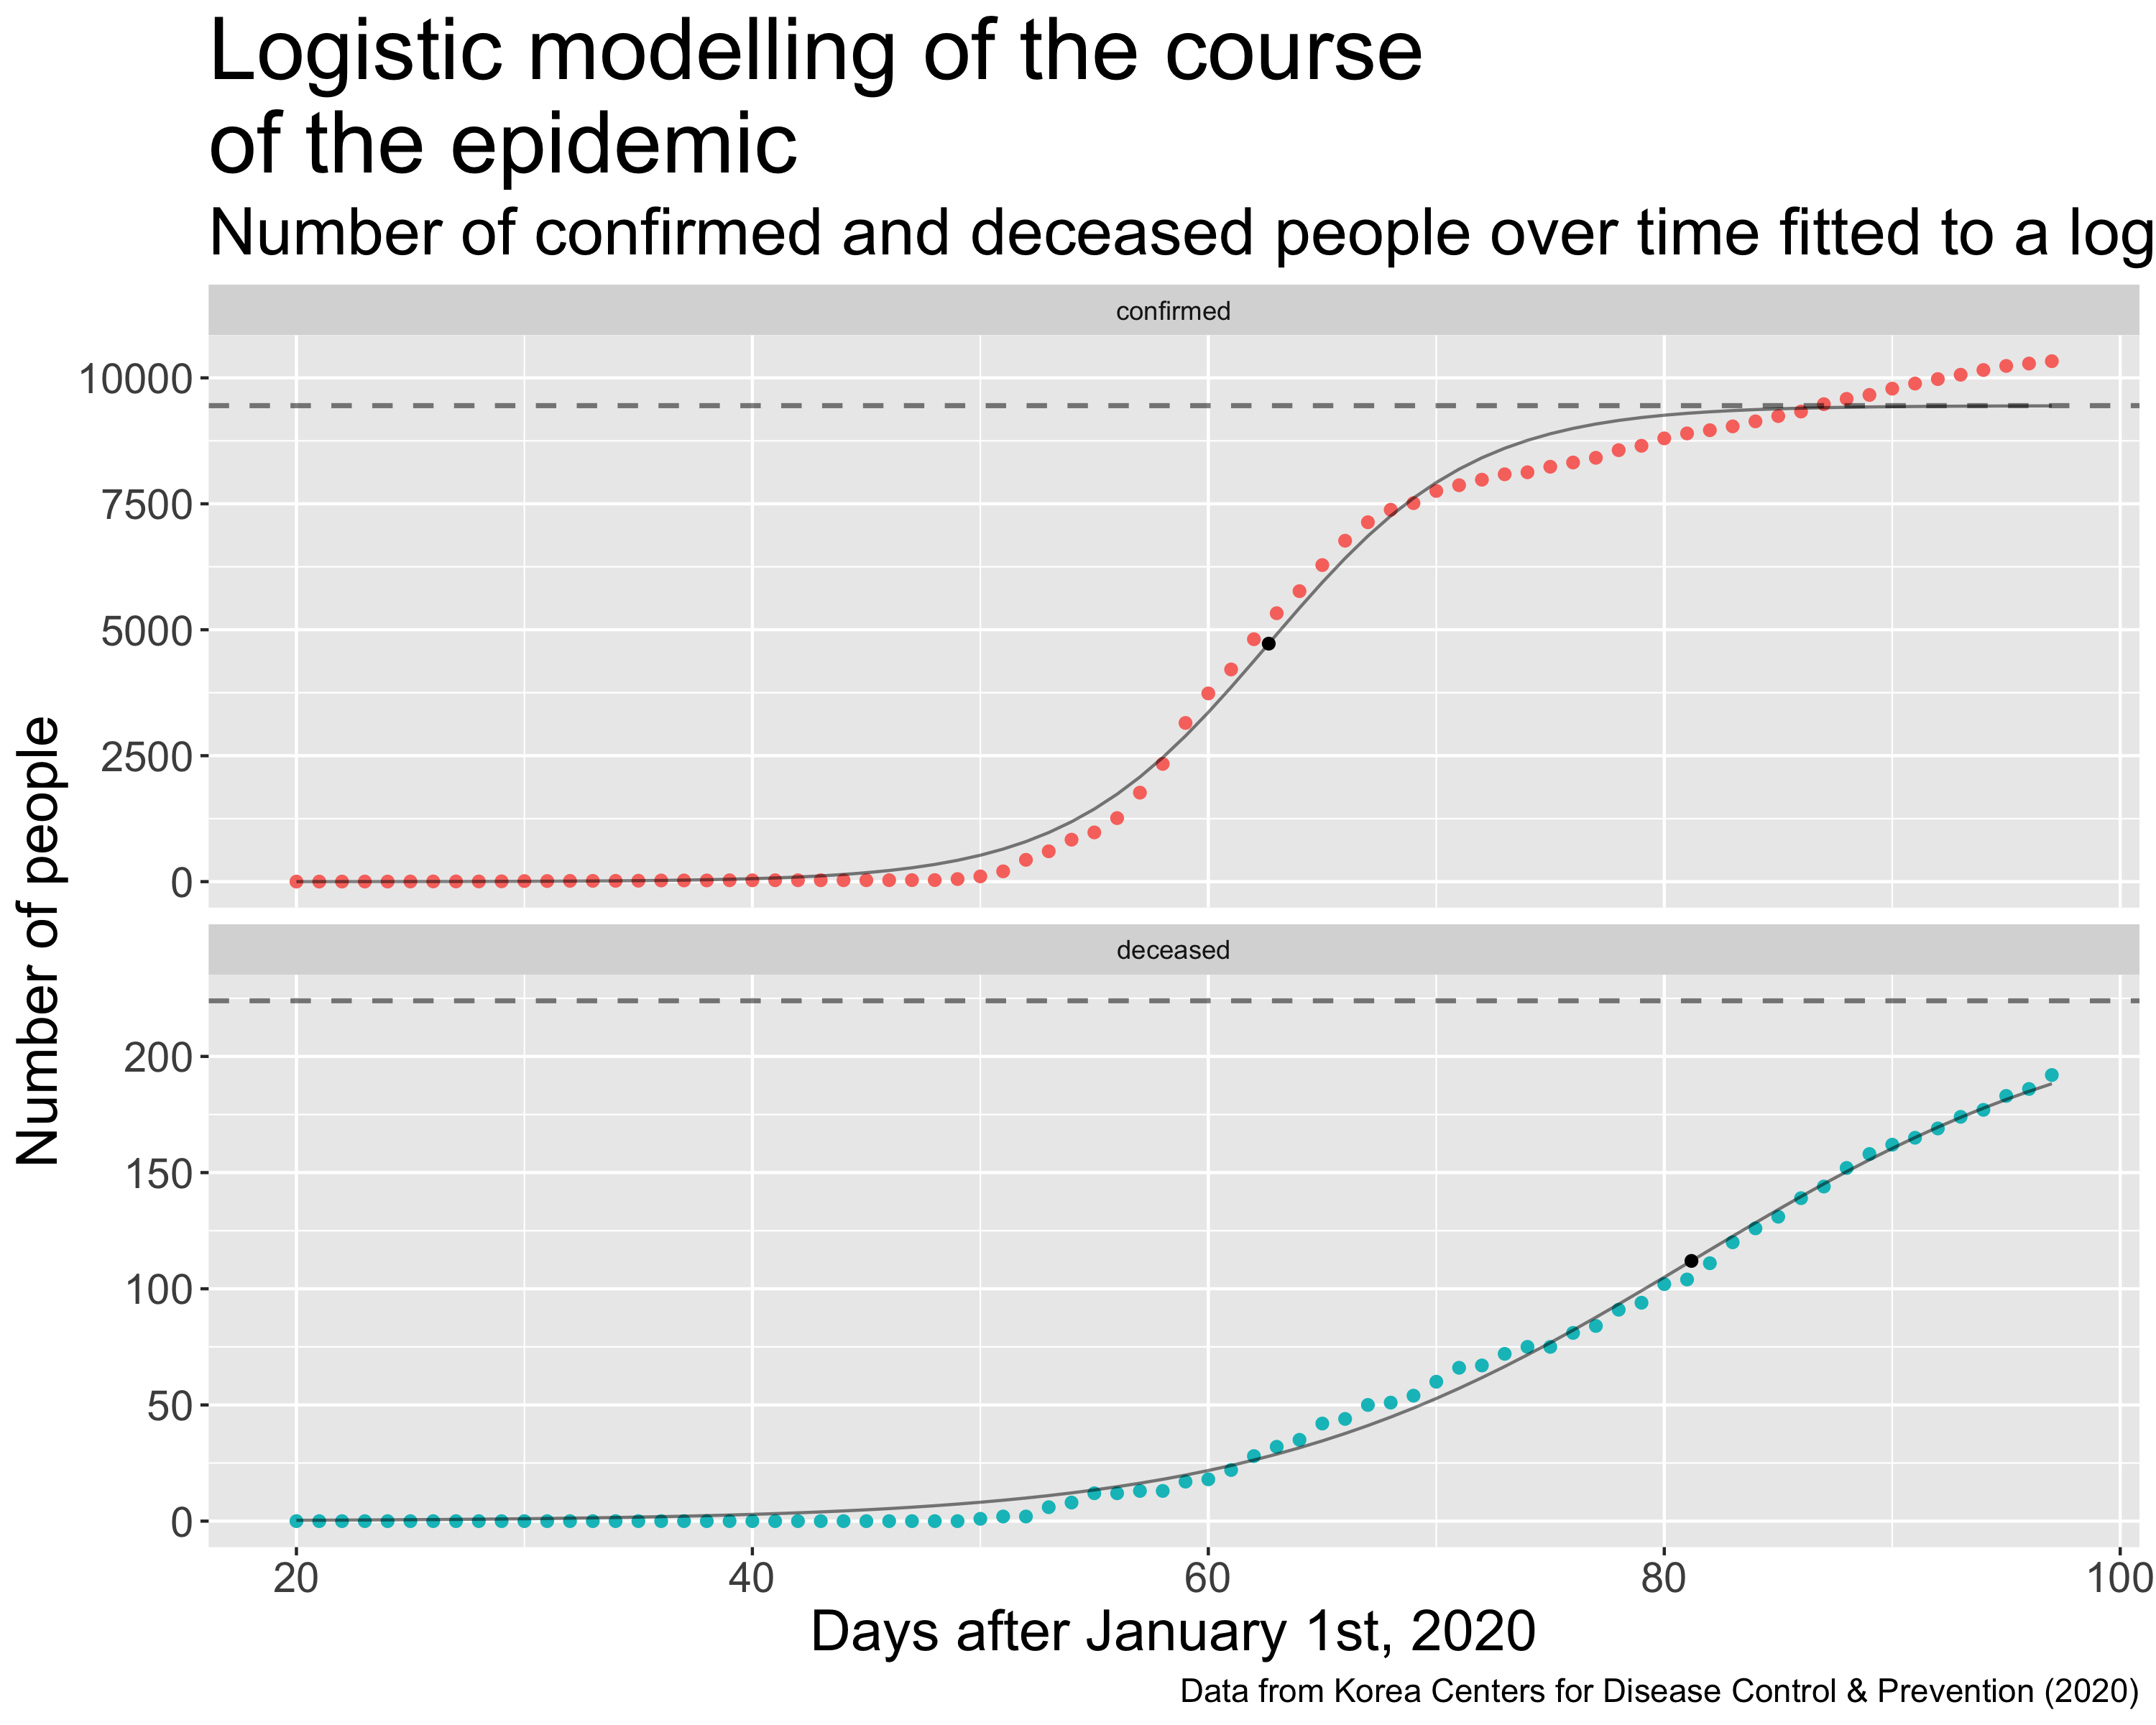 Logistic modelling of the course
of the epidemic
Number of confirmed and deceased people over time fitted to a log
confirmed
10000
7500
5000
2500
0
Number of people
deceased
200
150
100
50
0
20 40 60 80 100
Days after January 1st, 2020
Data from Korea Centers for Disease Control & Prevention (2020)